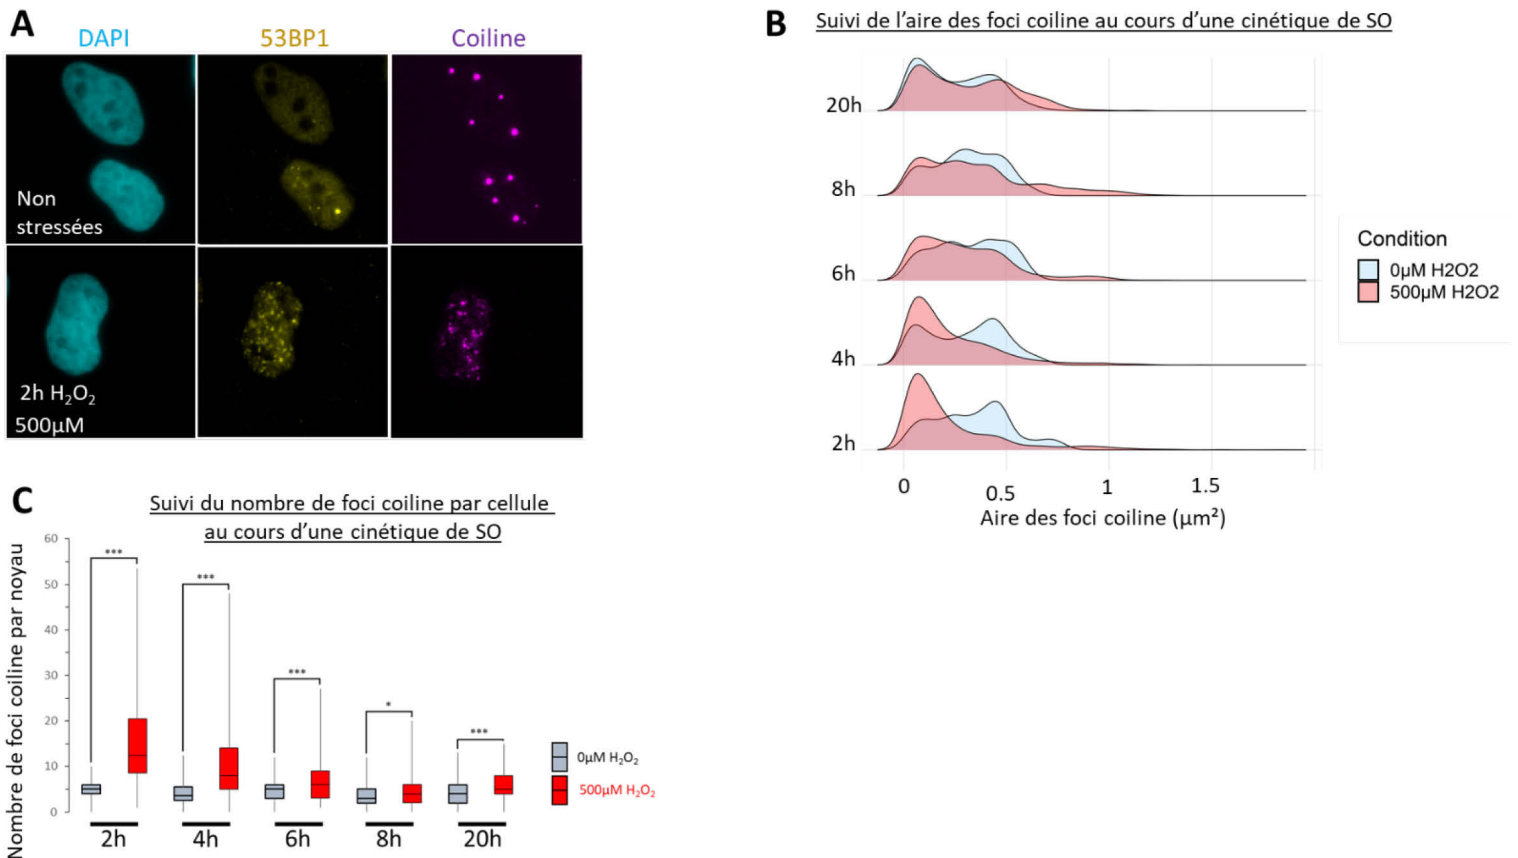 A
DAPI
53BP1
Coiline
Non
stressées
2h H₂O₂
500µM
B
Suivi de l’aire des foci coiline au cours d’une cinétique de SO
20h
8h
6h
4h
2h
0
0.5
1
1.5
Aire des foci coiline (µm²)
Condition
0µM H2O2
500µM H2O2
C
Suivi du nombre de foci coiline par cellule
au cours d’une cinétique de SO
Nombre de foci coiline par noyau
60
50
40
30
20
10
0
***
***
***
*
***
2h
4h
6h
8h
20h
0µM H₂O₂
500µM H₂O₂